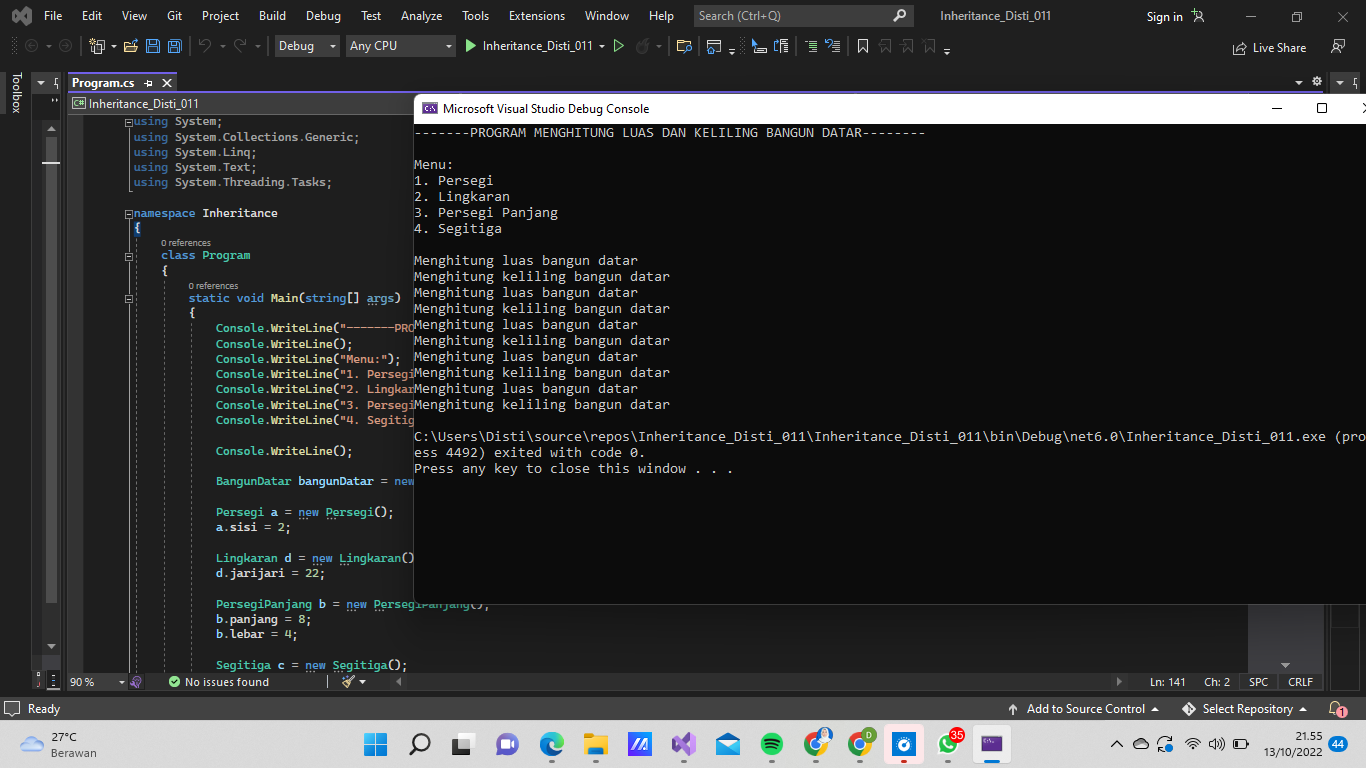 File Edit View Git Project Build Debug Test Analyze Tools Extensions Window Help Search (Ctrl+Q) Inheritance_Disti_011 Sign in
Debug Any CPU Inheritance_Disti_011 Live Share
Toolbox
Program.cs
C# Inheritance_Disti_011
using System;
using System.Collections.Generic;
using System.Linq;
using System.Text;
using System.Threading.Tasks;
namespace Inheritance
{
0 references
class Program
{
0 references
static void Main(string[] args)
{
Console.WriteLine("-------PRO
Console.WriteLine();
Console.WriteLine("Menu:");
Console.WriteLine("1. Persegi
Console.WriteLine("2. Lingkar
Console.WriteLine("3. Persegi
Console.WriteLine("4. Segitig
Console.WriteLine();
BangunDatar bangunDatar = new
Persegi a = new Persegi();
a.sisi = 2;
Lingkaran d = new Lingkaran()
d.jarijari = 22;
PersegiPanjang b = new PersegiPanjang();
b.panjang = 8;
b.lebar = 4;
Segitiga c = new Segitiga();
Microsoft Visual Studio Debug Console
-------PROGRAM MENGHITUNG LUAS DAN KELILING BANGUN DATAR--------
Menu:
1. Persegi
2. Lingkaran
3. Persegi Panjang
4. Segitiga
Menghitung luas bangun datar
Menghitung keliling bangun datar
Menghitung luas bangun datar
Menghitung keliling bangun datar
Menghitung luas bangun datar
Menghitung keliling bangun datar
Menghitung luas bangun datar
Menghitung keliling bangun datar
Menghitung luas bangun datar
Menghitung keliling bangun datar
C:\Users\Disti\source\repos\Inheritance_Disti_011\Inheritance_Disti_011\bin\Debug\net6.0\Inheritance_Disti_011.exe (pro
ess 4492) exited with code 0.
Press any key to close this window . . .
90 % No issues found Ln: 141 Ch: 2 SPC CRLF
Ready Add to Source Control Select Repository 1
27°C
Berawan
D
35
21.55
13/10/2022
44